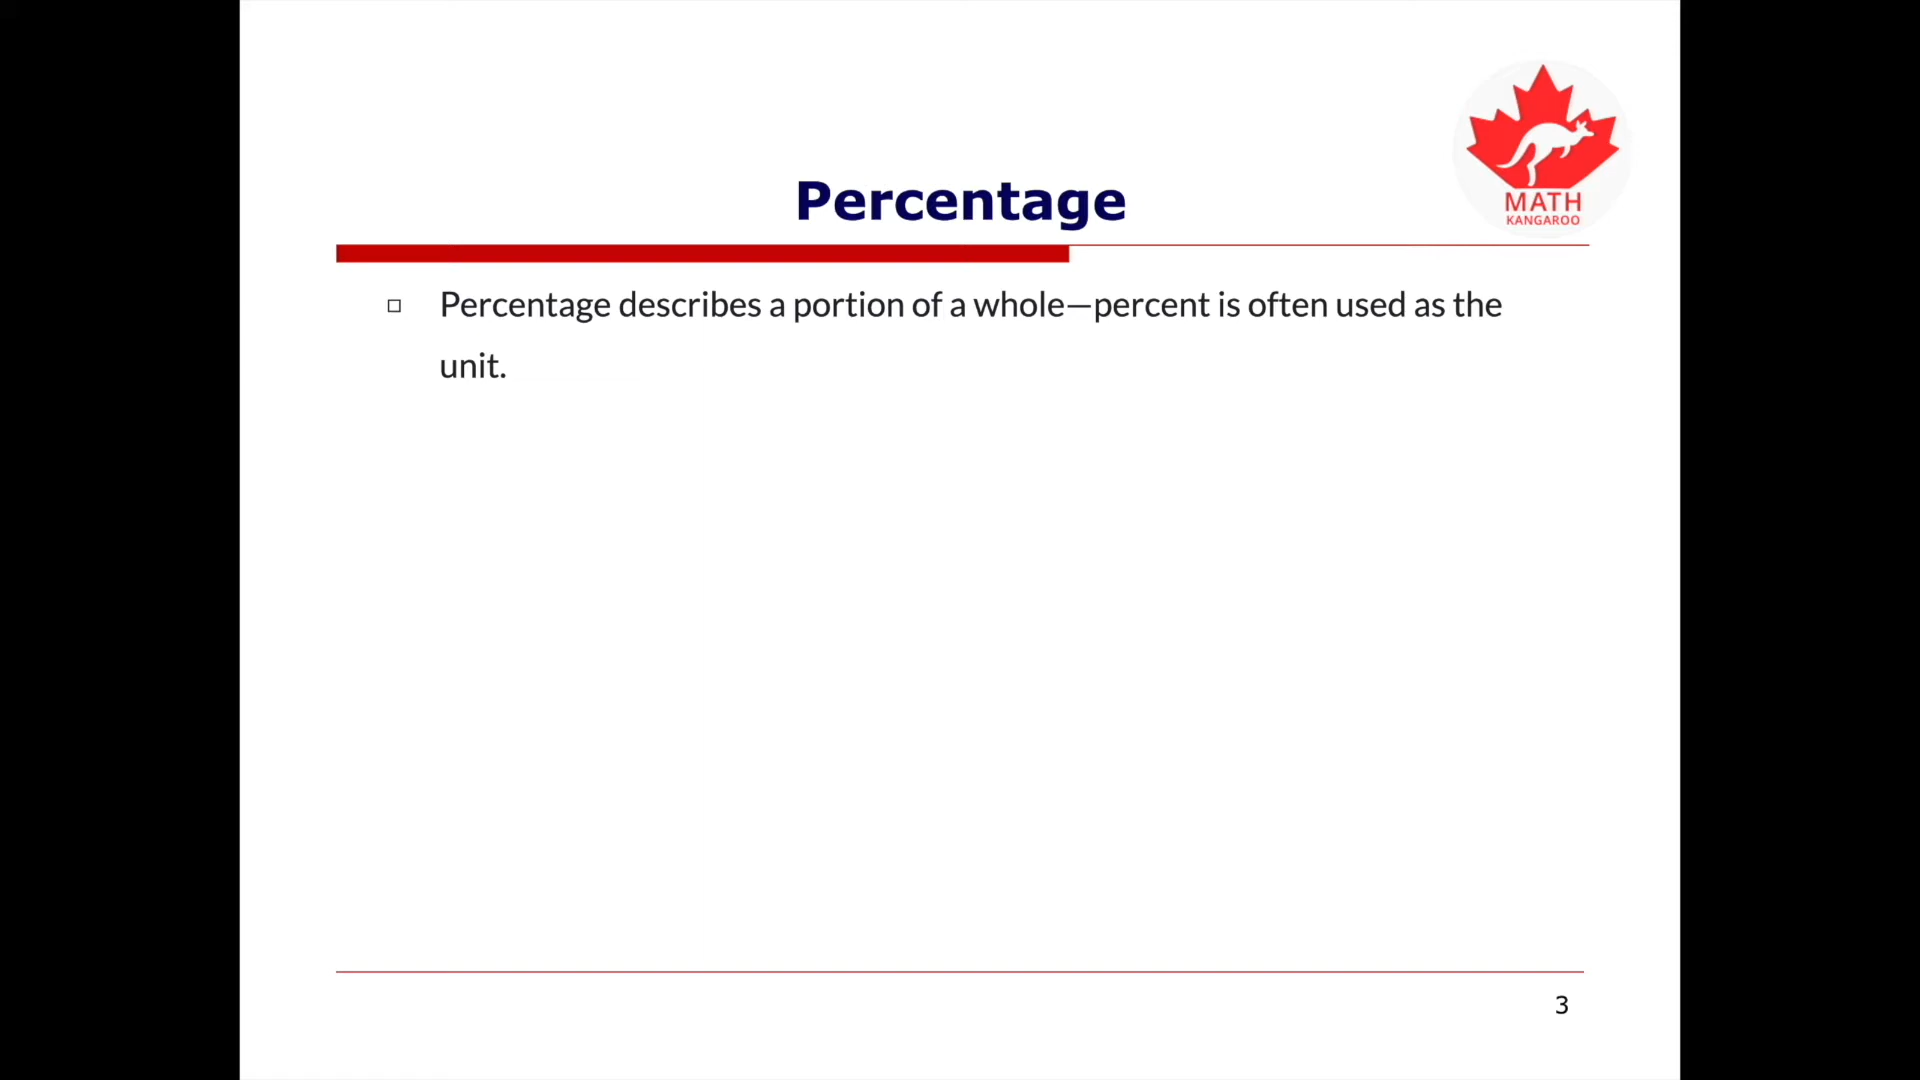 MATH
KANGAROO
Percentage
Percentage describes a portion of a whole—percent is often used as the
unit.
3